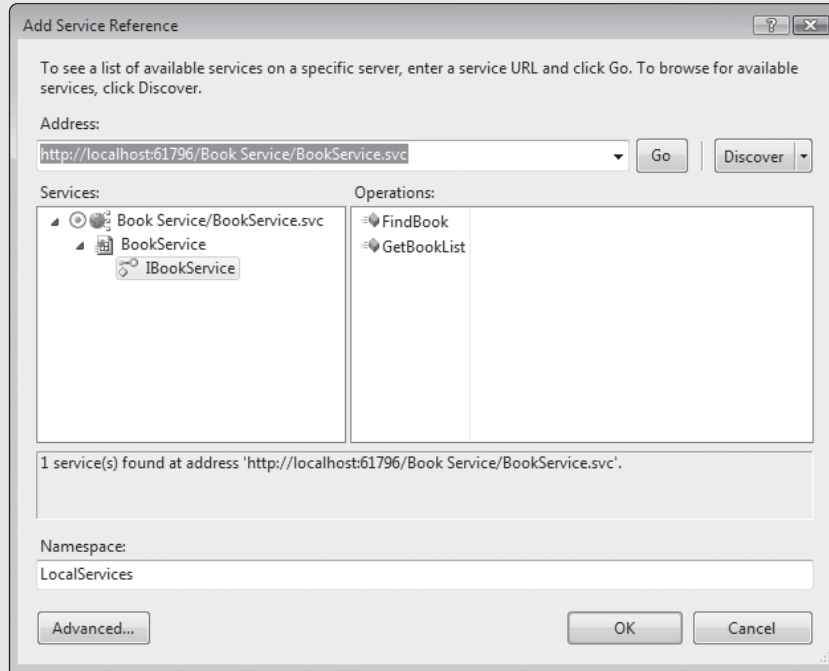 Add Service Reference
To see a list of available services on a specific server, enter a service URL and click Go. To browse for available
services, click Discover.
Address:
http://localhost:61796/Book Service/BookService.svc
Go
Discover
Services:
Operations:
Book Service/BookService.svc
BookService
IBookService
FindBook
GetBookList
1 service(s) found at address 'http://localhost:61796/Book Service/BookService.svc'.
Namespace:
LocalServices
Advanced...
OK
Cancel